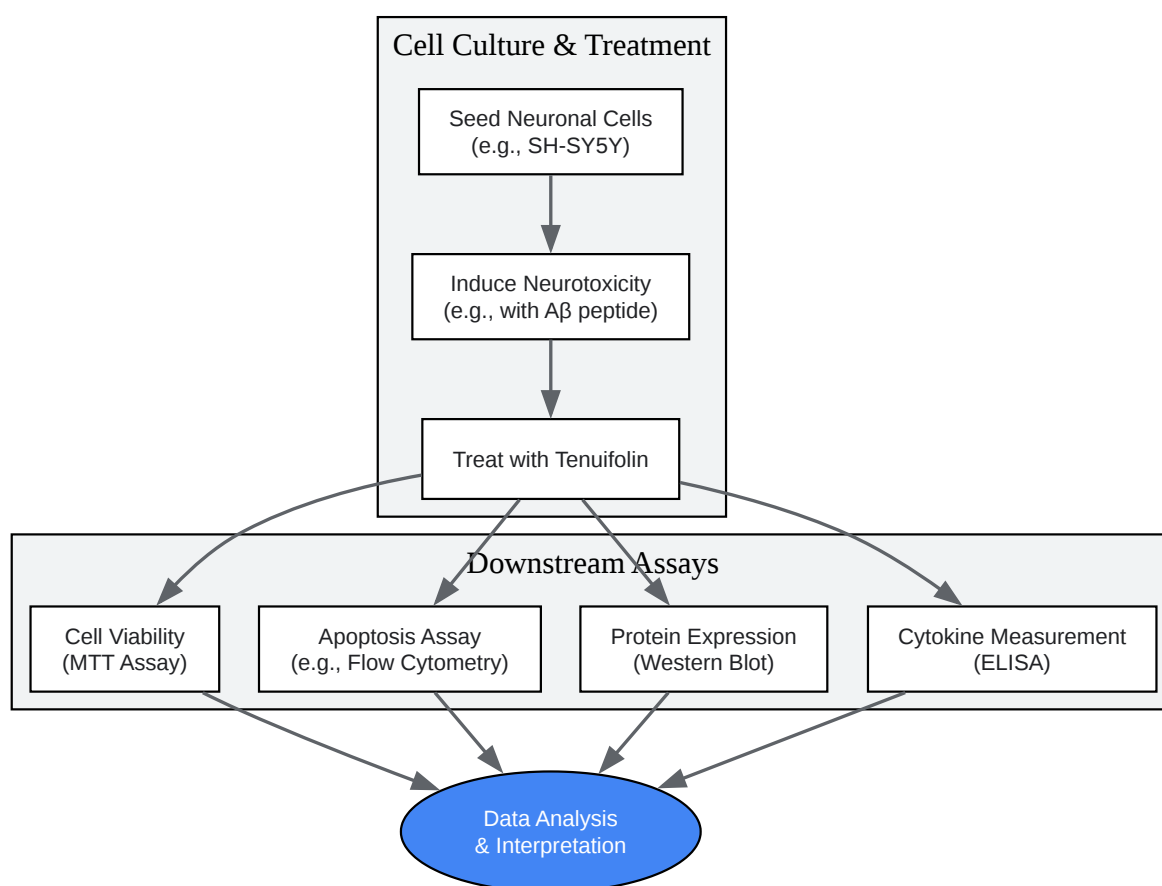 Cell Culture & Treatment
Seed Neuronal Cells
(e.g., SH-SY5Y)
Induce Neurotoxicity
(e.g., with Aβ peptide)
Treat with Tenuifolin
Downstream Assays
Cell Viability
(MTT Assay)
Apoptosis Assay
(e.g., Flow Cytometry)
Protein Expression
(Western Blot)
Cytokine Measurement
(ELISA)
Data Analysis
& Interpretation